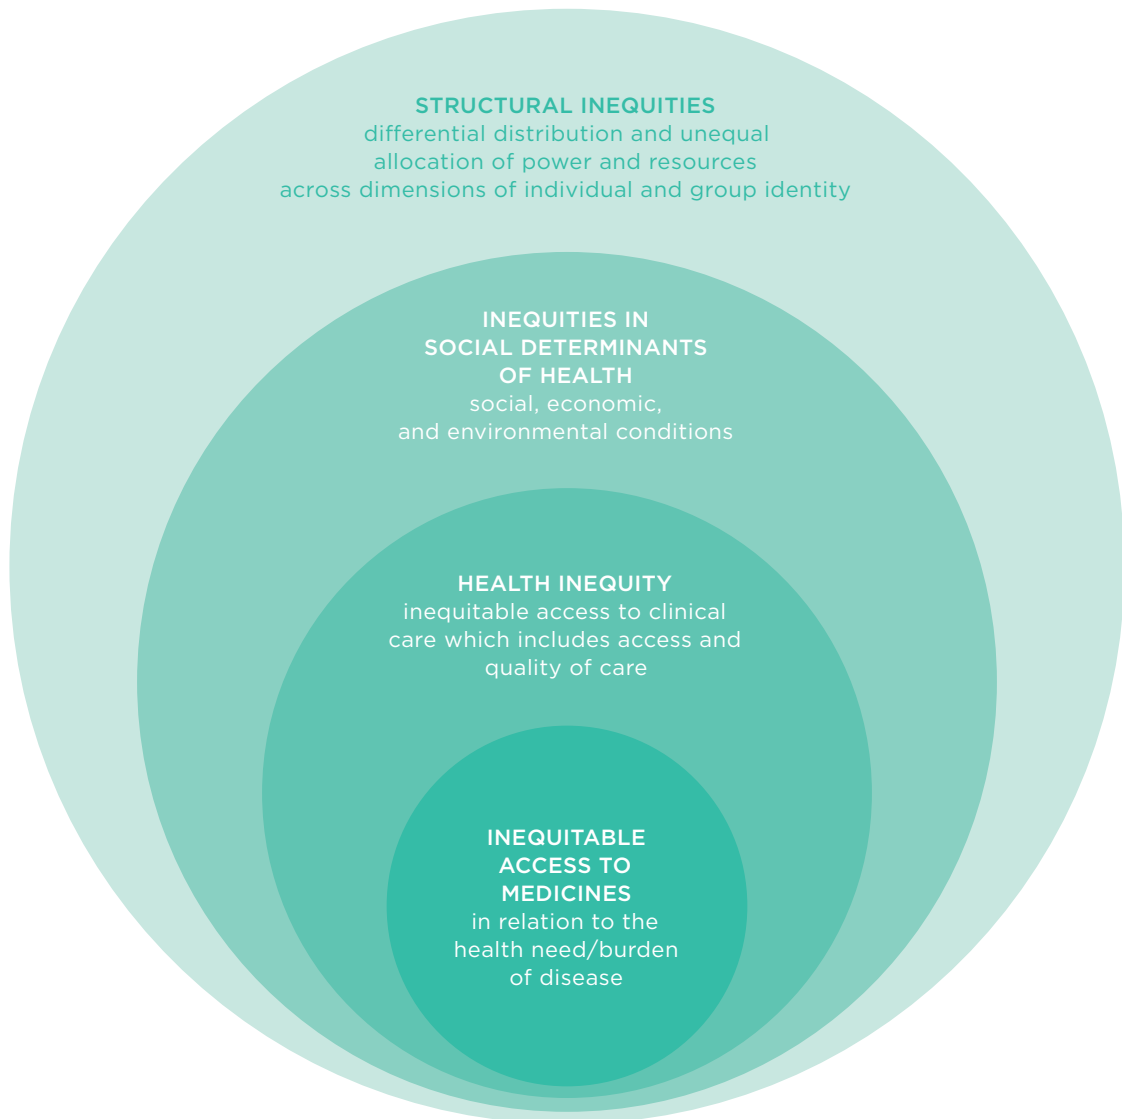 STRUCTURAL INEQUITIES
differential distribution and unequal
allocation of power and resources
across dimensions of individual and group identity
INEQUITIES IN
SOCIAL DETERMINANTS
OF HEALTH
social, economic,
and environmental conditions
HEALTH INEQUITY
inequitable access to clinical
care which includes access and
quality of care
INEQUITABLE
ACCESS TO
MEDICINES
in relation to the
health need/burden
of disease